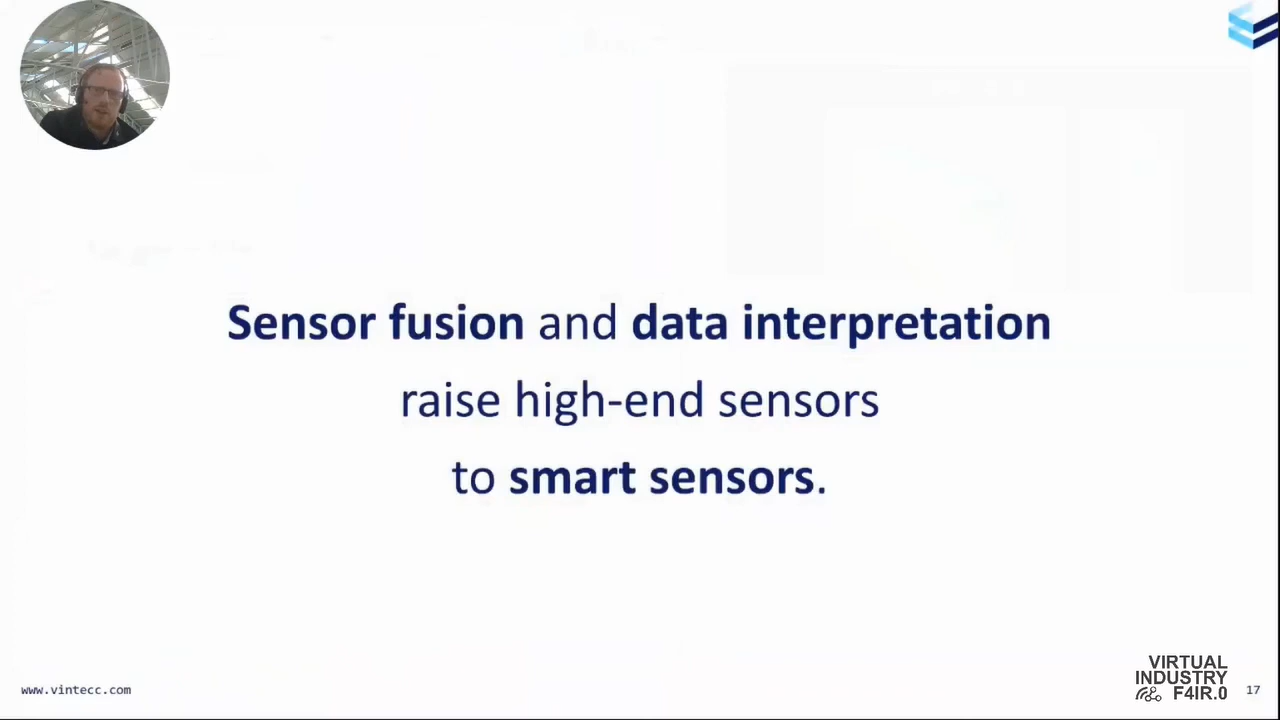 Sensor fusion and data interpretation
raise high-end sensors
to smart sensors.
www.vintecc.com
VIRTUAL
INDUSTRY
F4IR.0
17